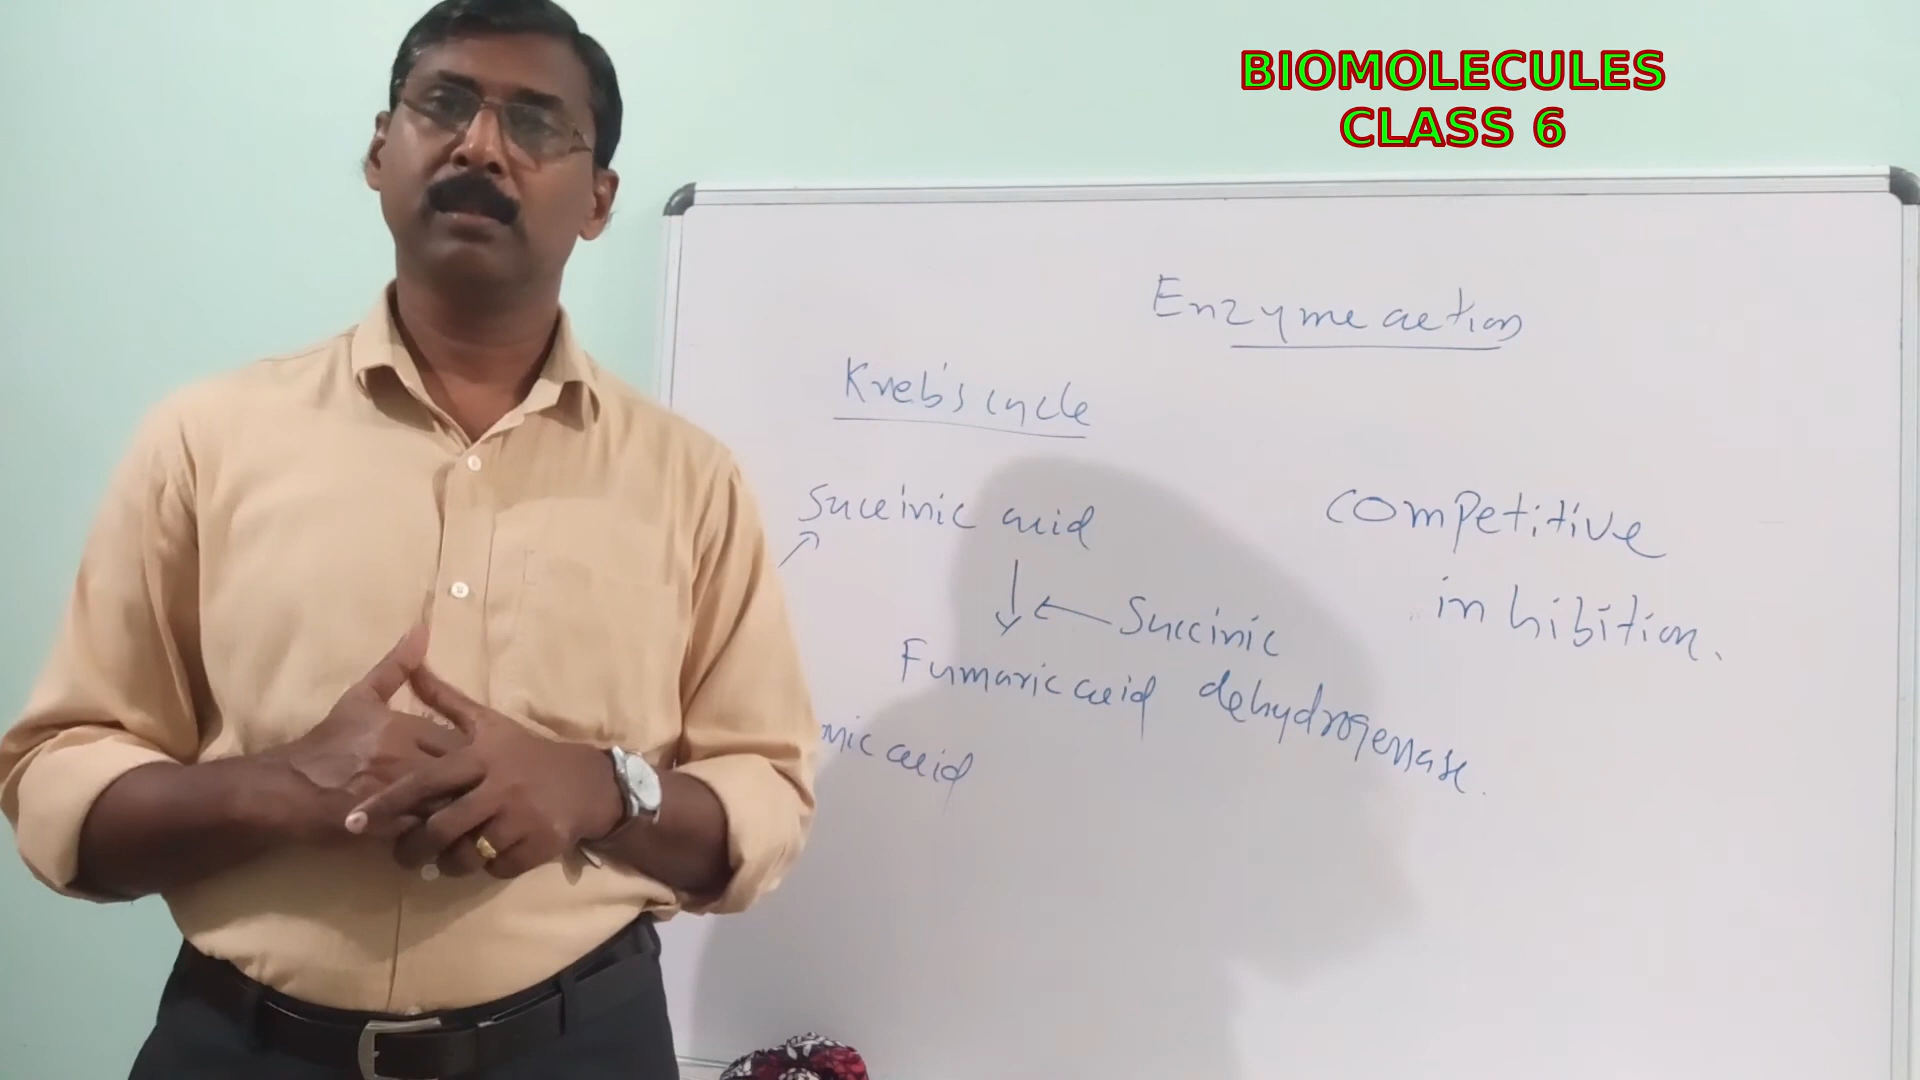 BIOMOLECULES
CLASS 6
Enzyme action
Kreb's cycle
Succinic acid
competitive
inhibition.
Succinic
Fumaric acid dehydrogenase.
nic acid